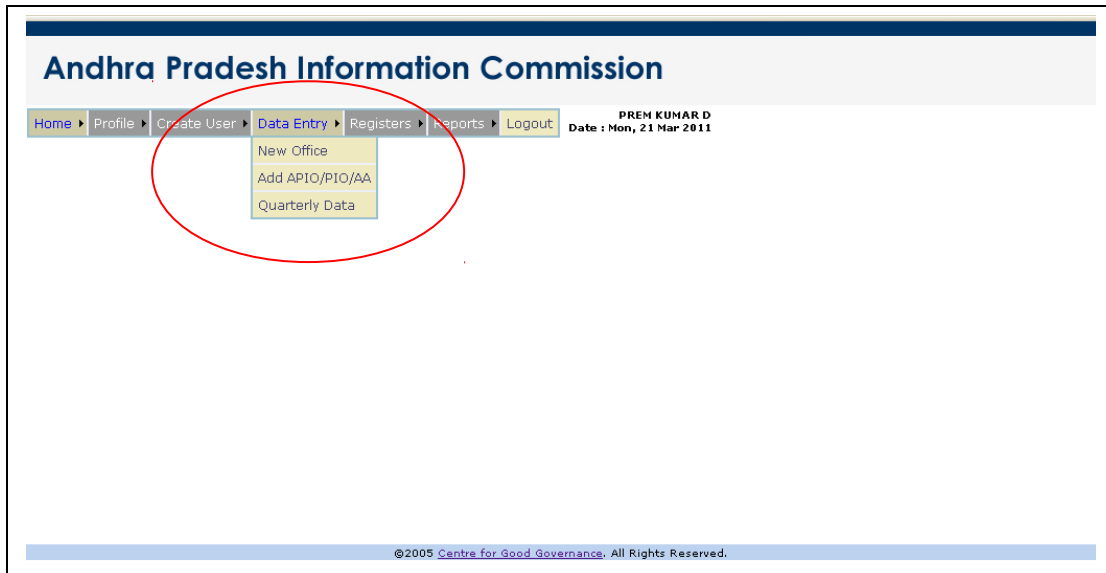 Andhra Pradesh Information Commission
Home Profile Create User Data Entry Registers Reports Logout
PREM KUMAR D
Date : Mon, 21 Mar 2011
New Office
Add APIO/PIO/AA
Quarterly Data
©2005 Centre for Good Governance. All Rights Reserved.